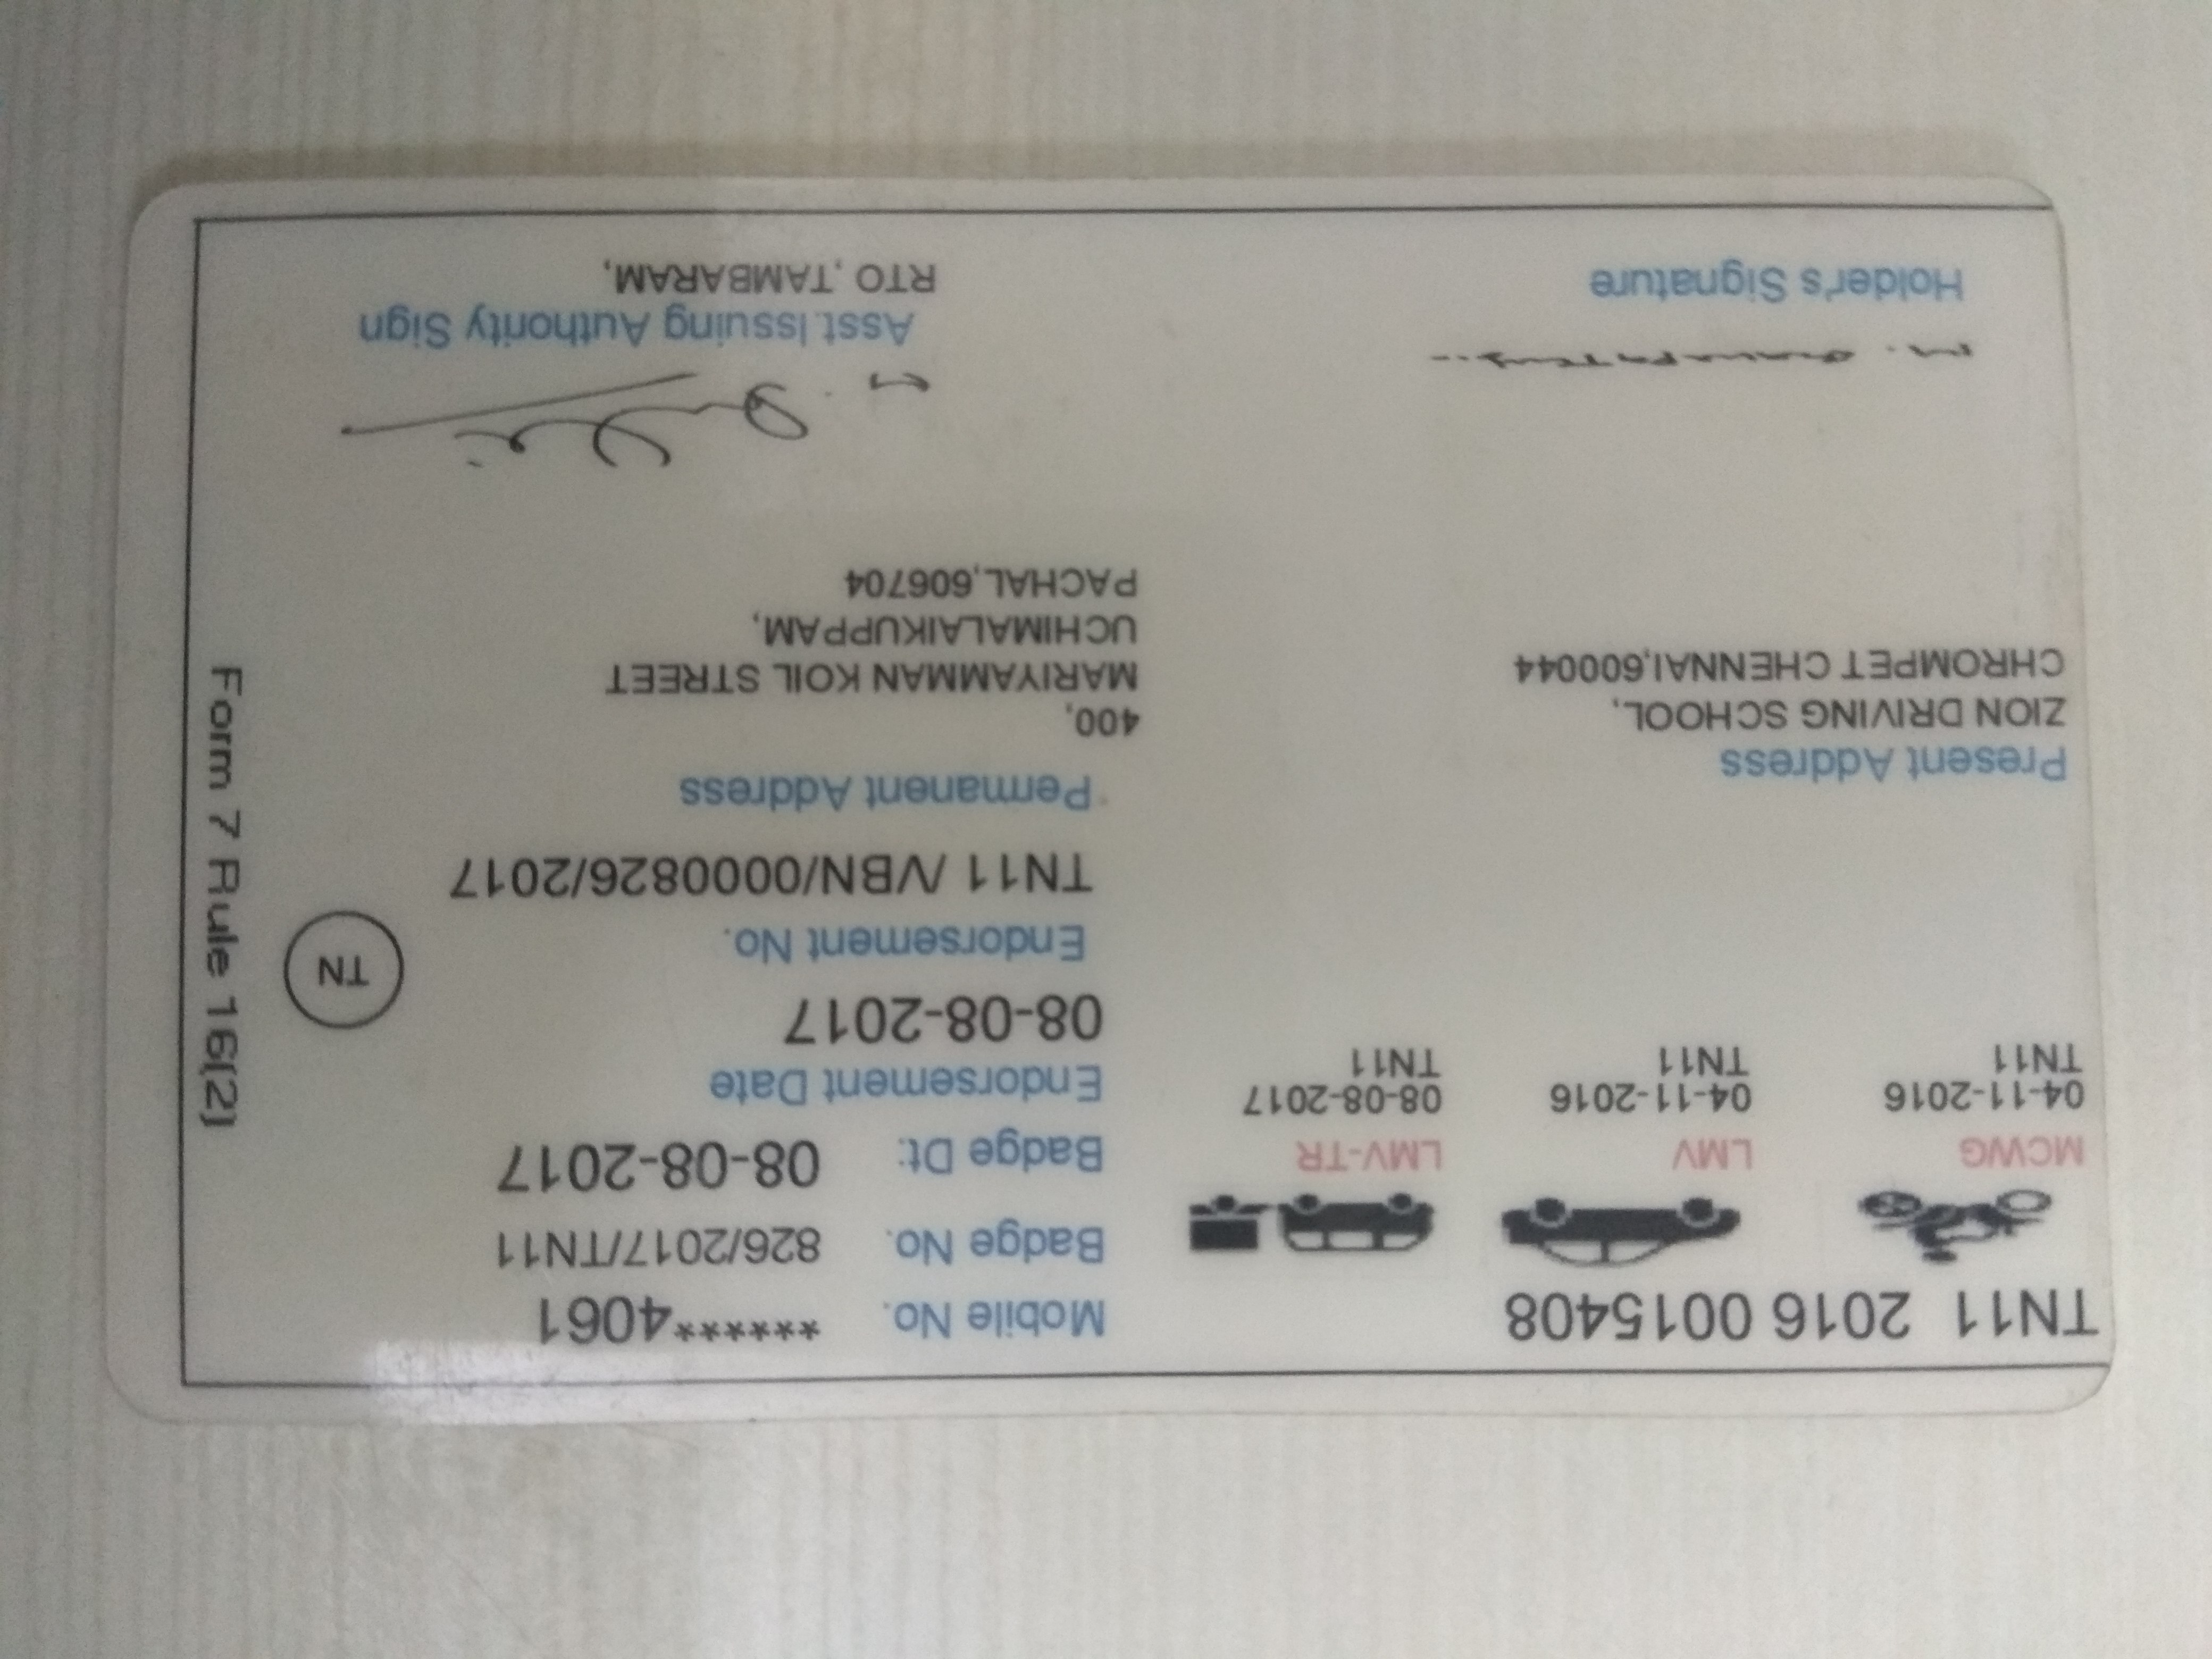 TN11 2016 0015408
MCWG
04-11-2016
TN11
LMV
04-11-2016
TN11
LMV-TR
08-08-2017
TN11
Present Address
ZION DRIVING SCHOOL,
CHROMPET CHENNAI,600044
Holder's Signature
Mobile No. ******4061
Badge No. 826/2017/TN11
Badge Dt: 08-08-2017
Endorsement Date
08-08-2017
Endorsement No.
TN11 /VBN/0000826/2017
Permanent Address
400,
MARIYAMMAN KOIL STREET
UCHIMALAIKUPPAM,
PACHAL,606704
Asst.Issuing Authority Sign
RTO ,TAMBARAM,
TN
Form 7 Rule 16(2)